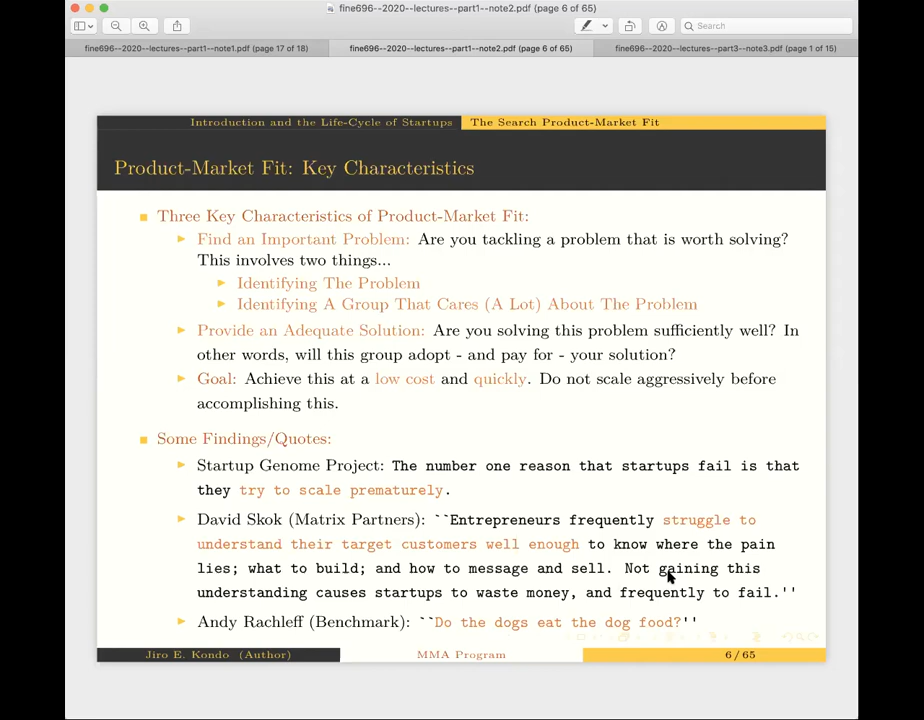 fine696--2020--lectures--part1--note2.pdf (page 6 of 65)
Search
fine696--2020--lectures--part1--note1.pdf (page 17 of 18)
fine696--2020--lectures--part1--note2.pdf (page 6 of 65)
fine696--2020--lectures--part3--note3.pdf (page 1 of 15)
Introduction and the Life-Cycle of Startups
The Search Product-Market Fit
Product-Market Fit: Key Characteristics
Three Key Characteristics of Product-Market Fit:
Find an Important Problem: Are you tackling a problem that is worth solving?
This involves two things...
Identifying The Problem
Identifying A Group That Cares (A Lot) About The Problem
Provide an Adequate Solution: Are you solving this problem sufficiently well? In
other words, will this group adopt - and pay for - your solution?
Goal: Achieve this at a low cost and quickly. Do not scale aggressively before
accomplishing this.
Some Findings/Quotes:
Startup Genome Project: The number one reason that startups fail is that
they try to scale prematurely.
David Skok (Matrix Partners): ``Entrepreneurs frequently struggle to
understand their target customers well enough to know where the pain
lies; what to build; and how to message and sell. Not gaining this
understanding causes startups to waste money, and frequently to fail.''
Andy Rachleff (Benchmark): ``Do the dogs eat the dog food?''
Jiro E. Kondo (Author)
MMA Program
6 / 65